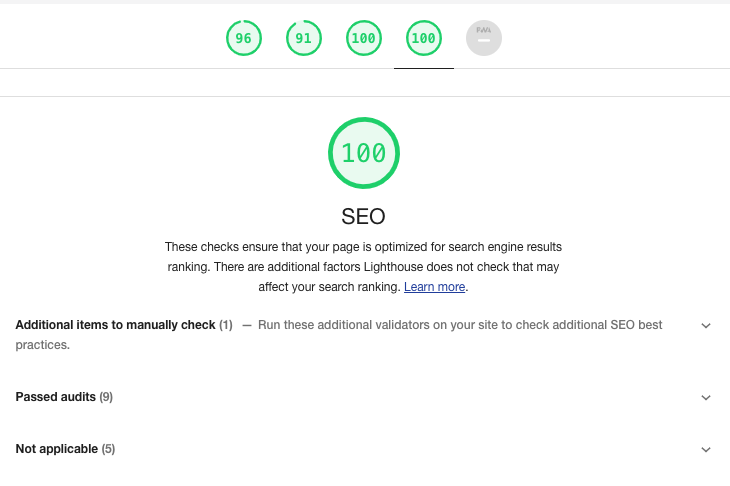 96 91 100 100 PWA
100
SEO
These checks ensure that your page is optimized for search engine results
ranking. There are additional factors Lighthouse does not check that may
affect your search ranking. Learn more.
Additional items to manually check (1) — Run these additional validators on your site to check additional SEO best
practices.
Passed audits (9)
Not applicable (5)